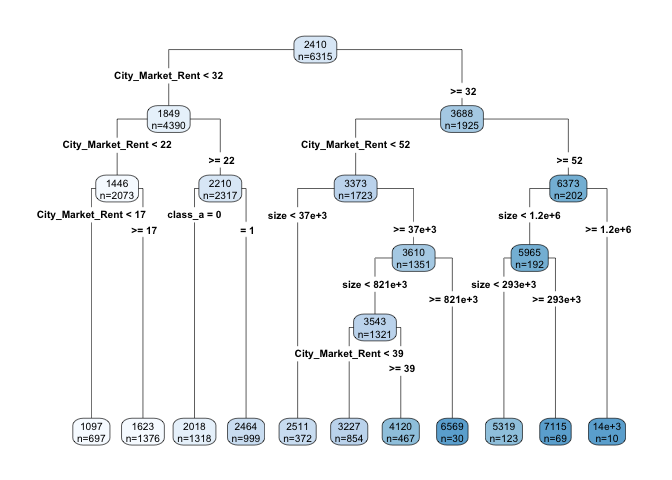 2410
n=6315
City_Market_Rent < 32
>= 32
1849
n=4390
3688
n=1925
City_Market_Rent < 22
>= 22
City_Market_Rent < 52
>= 52
1446
n=2073
2210
n=2317
3373
n=1723
6373
n=202
City_Market_Rent < 17
>= 17
class_a = 0
= 1
size < 37e+3
>= 37e+3
size < 1.2e+6
>= 1.2e+6
3610
n=1351
5965
n=192
size < 821e+3
>= 821e+3
size < 293e+3
>= 293e+3
3543
n=1321
City_Market_Rent < 39
>= 39
1097
n=697
1623
n=1376
2018
n=1318
2464
n=999
2511
n=372
3227
n=854
4120
n=467
6569
n=30
5319
n=123
7115
n=69
14e+3
n=10